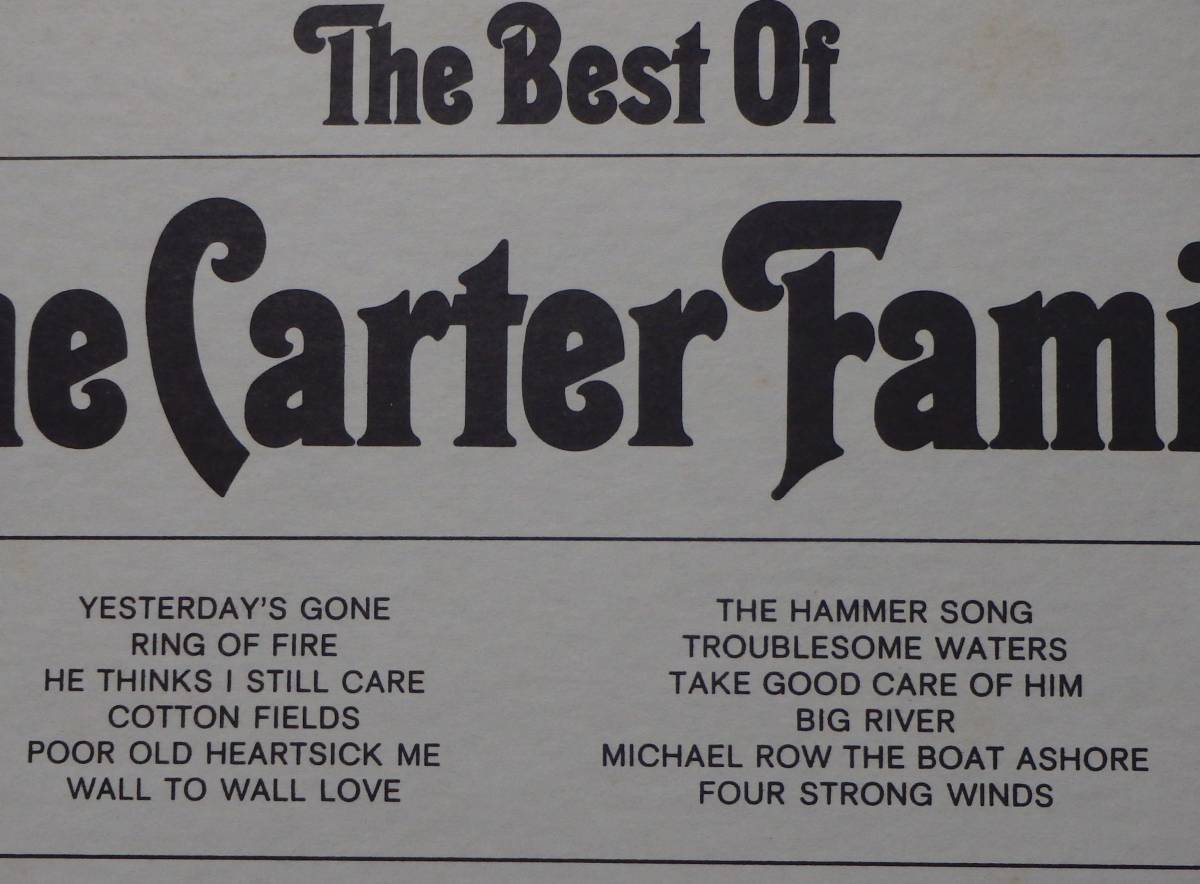 The Best Of
he Carter Fami
YESTERDAY'S GONE
RING OF FIRE
HE THINKS I STILL CARE
COTTON FIELDS
POOR OLD HEARTSICK ME
WALL TO WALL LOVE
THE HAMMER SONG
TROUBLESOME WATERS
TAKE GOOD CARE OF HIM
BIG RIVER
MICHAEL ROW THE BOAT ASHORE
FOUR STRONG WINDS